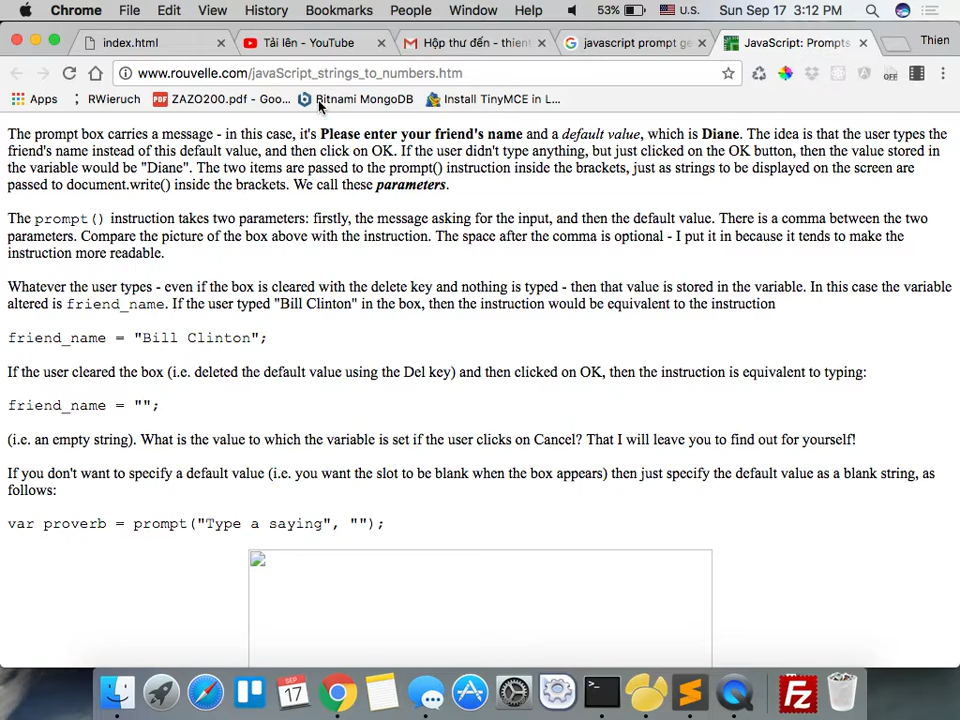 Chrome File Edit View History Bookmarks People Window Help 53% U.S. Sun Sep 17 3:12 PM
index.html
Tải lên - YouTube
Hộp thư đến - thient
javascript prompt ge
JavaScript: Prompts
Thien
www.rouvelle.com/javaScript_strings_to_numbers.htm
OFF
Apps
RWieruch
PDF ZAZO200.pdf - Goo...
Bitnami MongoDB
Install TinyMCE in L...
The prompt box carries a message - in this case, it's Please enter your friend's name and a default value, which is Diane. The idea is that the user types the
friend's name instead of this default value, and then click on OK. If the user didn't type anything, but just clicked on the OK button, then the value stored in
the variable would be "Diane". The two items are passed to the prompt() instruction inside the brackets, just as strings to be displayed on the screen are
passed to document.write() inside the brackets. We call these parameters.
The prompt() instruction takes two parameters: firstly, the message asking for the input, and then the default value. There is a comma between the two
parameters. Compare the picture of the box above with the instruction. The space after the comma is optional - I put it in because it tends to make the
instruction more readable.
Whatever the user types - even if the box is cleared with the delete key and nothing is typed - then that value is stored in the variable. In this case the variable
altered is friend_name. If the user typed "Bill Clinton" in the box, then the instruction would be equivalent to the instruction
friend_name = "Bill Clinton";
If the user cleared the box (i.e. deleted the default value using the Del key) and then clicked on OK, then the instruction is equivalent to typing:
friend_name = "";
(i.e. an empty string). What is the value to which the variable is set if the user clicks on Cancel? That I will leave you to find out for yourself!
If you don't want to specify a default value (i.e. you want the slot to be blank when the box appears) then just specify the default value as a blank string, as
follows:
var proverb = prompt("Type a saying", "");
SEP
17